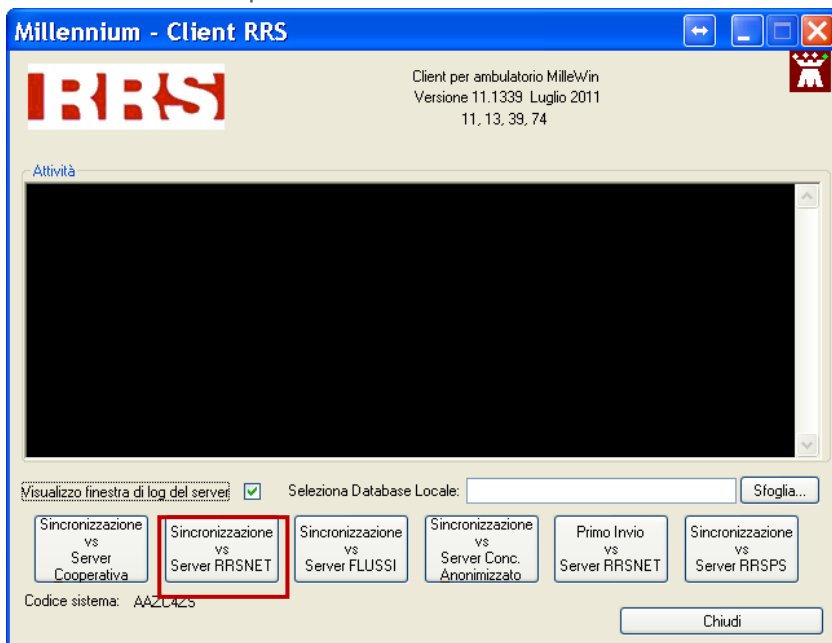 Millennium - Client RRS
RRS
Client per ambulatorio MilleWin
Versione 11.1339 Luglio 2011
11, 13, 39, 74
Attività
Visualizzo finestra di log del server
Seleziona Database Locale:
Sfoglia...
Sincronizzazione
vs
Server
Cooperativa
Sincronizzazione
vs
Server RRSNET
Sincronizzazione
vs
Server FLUSSI
Sincronizzazione
vs
Server Conc.
Anonimizzato
Primo Invio
vs
Server RRSNET
Sincronizzazione
vs
Server RRSPS
Codice sistema:
Chiudi